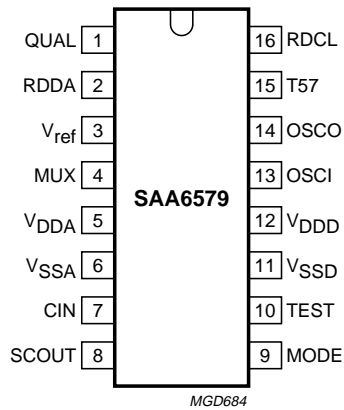 QUAL 1 16 RDCL
RDDA 2 15 T57
Vref 3 14 OSCO
MUX 4 13 OSCI
SAA6579
VDDA 5 12 VDDD
VSSA 6 11 VSSD
CIN 7 10 TEST
SCOUT 8 9 MODE
MGD684